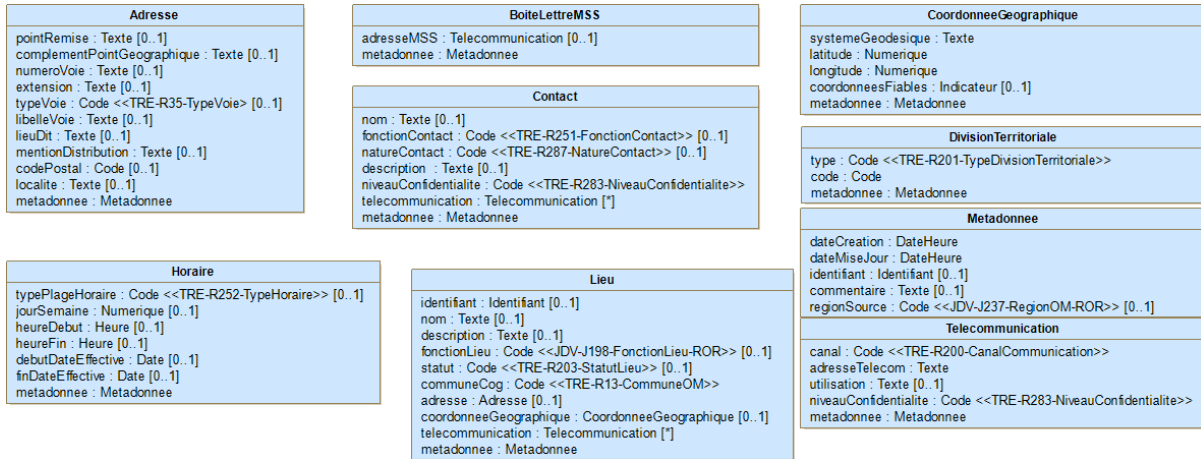 Adresse
pointRemise : Texte [0..1]
complementPointGeographique : Texte [0..1]
numeroVoie : Texte [0..1]
extension : Texte [0..1]
typeVoie : Code <<TRE-R35-TypeVoie> [0..1]
libelleVoie : Texte [0..1]
lieuDit : Texte [0..1]
mentionDistribution : Texte [0..1]
codePostal : Code [0..1]
localite : Texte [0..1]
metadonnee : Metadonnee
BoiteLettreMSS
adresseMSS : Telecommunication [0..1]
metadonnee : Metadonnee
Contact
nom : Texte [0..1]
fonctionContact : Code <<TRE-R251-FonctionContact>> [0..1]
natureContact : Code <<TRE-R287-NatureContact>> [0..1]
description : Texte [0..1]
niveauConfidentialite : Code <<TRE-R283-NiveauConfidentialite>>
telecommunication : Telecommunication [*]
metadonnee : Metadonnee
CoordonneeGeographique
systemeGeodesique : Texte
latitude : Numerique
longitude : Numerique
coordonneesFiables : Indicateur [0..1]
metadonnee : Metadonnee
DivisionTerritoriale
type : Code <<TRE-R201-TypeDivisionTerritoriale>>
code : Code
metadonnee : Metadonnee
Metadonnee
dateCreation : DateHeure
dateMiseJour : DateHeure
identifiant : Identifiant [0..1]
commentaire : Texte [0..1]
regionSource : Code <<JDV-J237-RegionOM-ROR>> [0..1]
Horaire
typePlageHoraire : Code <<TRE-R252-TypeHoraire>> [0..1]
jourSemaine : Numerique [0..1]
heureDebut : Heure [0..1]
heureFin : Heure [0..1]
debutDateEffective : Date [0..1]
finDateEffective : Date [0..1]
metadonnee : Metadonnee
Lieu
identifiant : Identifiant [0..1]
nom : Texte [0..1]
description : Texte [0..1]
fonctionLieu : Code <<JDV-J198-FonctionLieu-ROR>> [0..1]
statut : Code <<TRE-R203-StatutLieu>> [0..1]
communeCog : Code <<TRE-R13-CommuneOM>>
adresse : Adresse [0..1]
coordonneeGeographique : CoordonneeGeographique [0..1]
telecommunication : Telecommunication [*]
metadonnee : Metadonnee
Telecommunication
canal : Code <<TRE-R200-CanalCommunication>>
adresseTelecom : Texte
utilisation : Texte [0..1]
niveauConfidentialite : Code <<TRE-R283-NiveauConfidentialite>>
metadonnee : Metadonnee